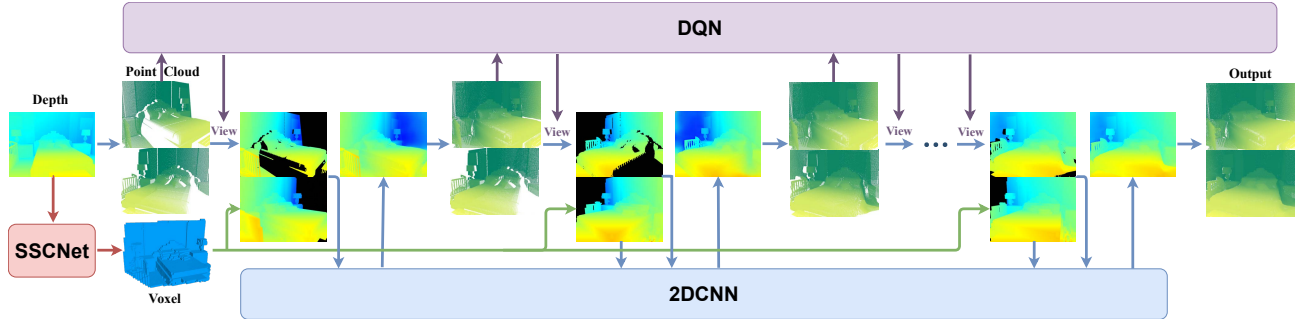 DQN
Point Cloud
Output
Depth
View
View
View
View
SSCNet
Voxel
2DCNN